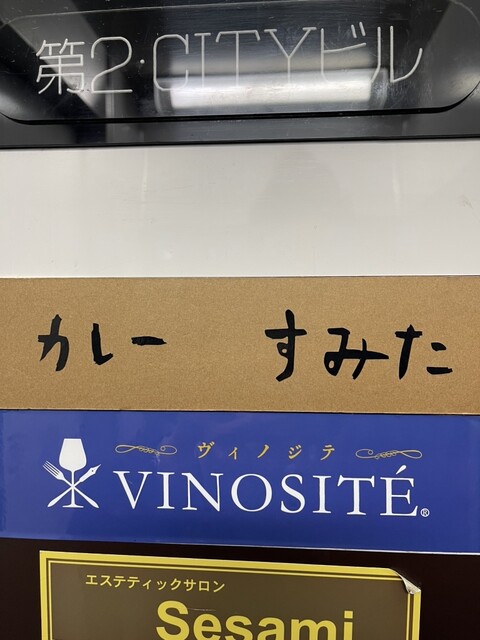 第2・CITYビル
カレー すみた
ヴィノジテ
VINOSITÉ®
エステティックサロン
Sesami